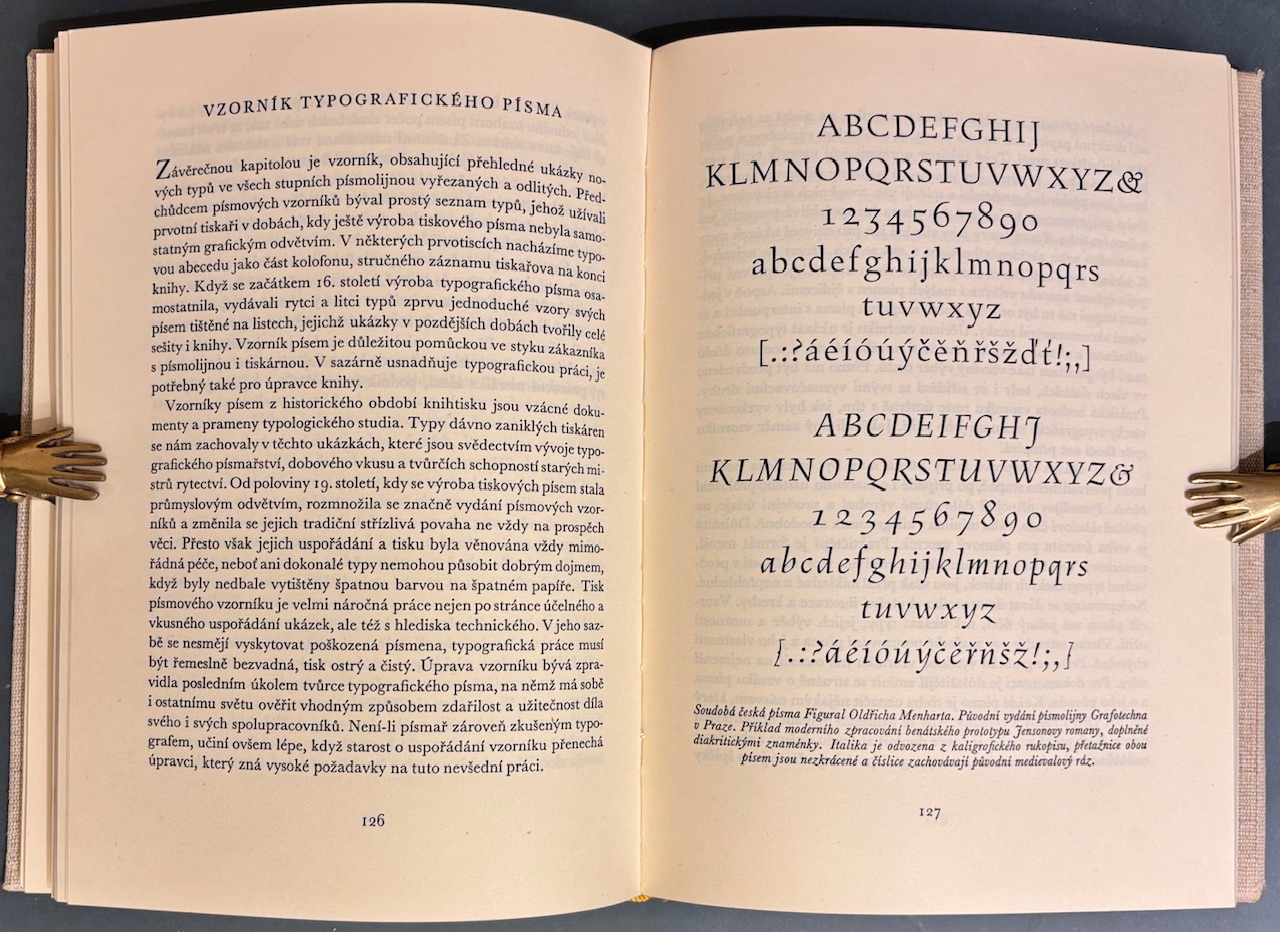 VZORNÍK TYPOGRAFICKÉHO PÍSMA
Závěrečnou kapitolou je vzorník, obsahující přehledné ukázky no-
vých typů ve všech stupních písmolijnou vyřezaných a odlitých. Před-
chůdcem písmových vzorníků býval prostý seznam typů, jehož užívali
prvotní tiskaři v dobách, kdy ještě výroba tiskového písma nebyla samo-
statným grafickým odvětvím. V některých prvotiscích nacházíme typo-
vou abecedu jako část kolofonu, stručného záznamu tiskařova na konci
knihy. Když se začátkem 16. století výroba typografického písma osa-
mostatnila, vydávali rytci a litci typů zprvu jednoduché vzory svých
písem tištěné na listech, jejichž ukázky v pozdějších dobách tvořily celé
sešity i knihy. Vzorník písem je důležitou pomůckou ve styku zákazníka
s písmolijnou i tiskárnou. V sazárně usnadňuje typografickou práci, je
potřebný také pro úpravce knihy.
Vzorníky písem z historického období knihtisku jsou vzácné doku-
menty a prameny typologického studia. Typy dávno zaniklých tiskáren
se nám zachovaly v těchto ukázkách, které jsou svědectvím vývoje typo-
grafického písmařství, dobového vkusu a tvůrčích schopností starých mi-
strů rytectví. Od poloviny 19. století, kdy se výroba tiskových písem stala
průmyslovým odvětvím, rozmnožila se značně vydání písmových vzor-
níků a změnila se jejich tradiční střízlivá povaha ne vždy na prospěch
věci. Přesto však jejich uspořádání a tisku byla věnována vždy mimo-
řádná péče, neboť ani dokonalé typy nemohou působit dobrým dojmem,
když byly nedbale vytištěny špatnou barvou na špatném papíře. Tisk
písmového vzorníku je velmi náročná práce nejen po stránce účelného a
vkusného uspořádání ukázek, ale též s hlediska technického. V jeho saz-
bě se nesmějí vyskytovat poškozená písmena, typografická práce musí
být řemeslně bezvadná, tisk ostrý a čistý. Úprava vzorníku bývá zpra-
vidla posledním úkolem tvůrce typografického písma, na němž má sobě
i ostatnímu světu ověřit vhodným způsobem zdařilost a užitečnost díla
svého i svých spolupracovníků. Není-li písmař zároveň zkušeným typo-
grafem, učiní ovšem lépe, když starost o uspořádání vzorníku přenechá
úpravci, který zná vysoké požadavky na tuto nevšední práci.
126
ABCDEFGHIJ
KLMNOPQRSTUVWXYZ&
1234567890
abcdefghijklmnopqrs
tuvwxyz
[.:?áéíóúýčěňřšžďť!;,]
ABCDEIFGHJ
KLMNOPQRSTUVWXYZ&
1234567890
abcdefghijklmnopqrs
tuvwxyz
[.:?áéíóúýčěřňšž!;,]
Soudobá česká písma Figural Oldřicha Menharta. Původní vydání písmolijny Grafotechna
v Praze. Příklad moderního zpracování benátského prototypu Jensonovy romany, doplněné
diakritickými znaménky. Italika je odvozena z kaligrafického rukopisu, přetažnice obou
písem jsou nezkrácené a číslice zachovávají původní medievalový ráz.
127